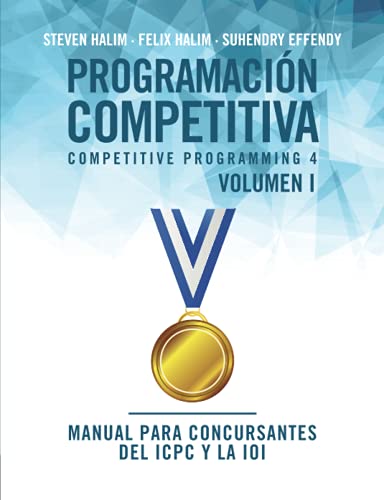 STEVEN HALIM · FELIX HALIM · SUHENDRY EFFENDY
PROGRAMACIÓN
COMPETITIVA
COMPETITIVE PROGRAMMING 4
VOLUMEN I
MANUAL PARA CONCURSANTES
DEL ICPC Y LA IOI